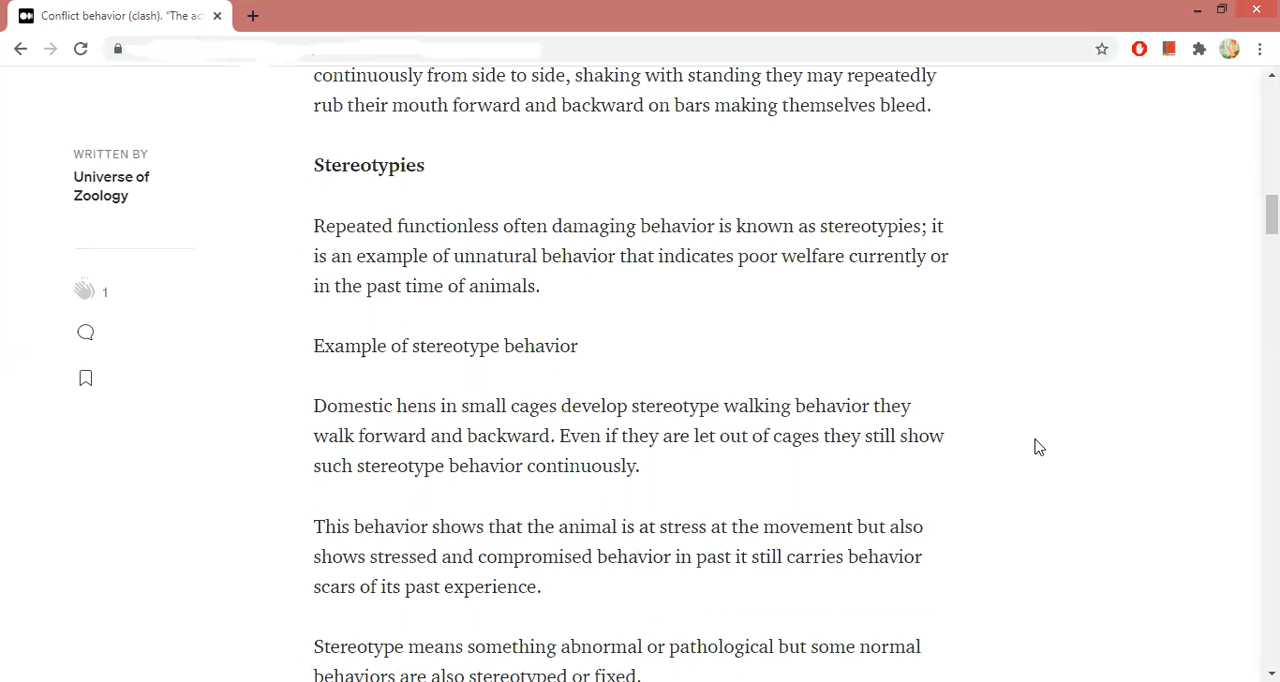 Conflict behavior (clash). "The ac
continuously from side to side, shaking with standing they may repeatedly
rub their mouth forward and backward on bars making themselves bleed.
WRITTEN BY
Universe of
Zoology
1
Stereotypies
Repeated functionless often damaging behavior is known as stereotypies; it
is an example of unnatural behavior that indicates poor welfare currently or
in the past time of animals.
Example of stereotype behavior
Domestic hens in small cages develop stereotype walking behavior they
walk forward and backward. Even if they are let out of cages they still show
such stereotype behavior continuously.
This behavior shows that the animal is at stress at the movement but also
shows stressed and compromised behavior in past it still carries behavior
scars of its past experience.
Stereotype means something abnormal or pathological but some normal
behaviors are also stereotyped or fixed.